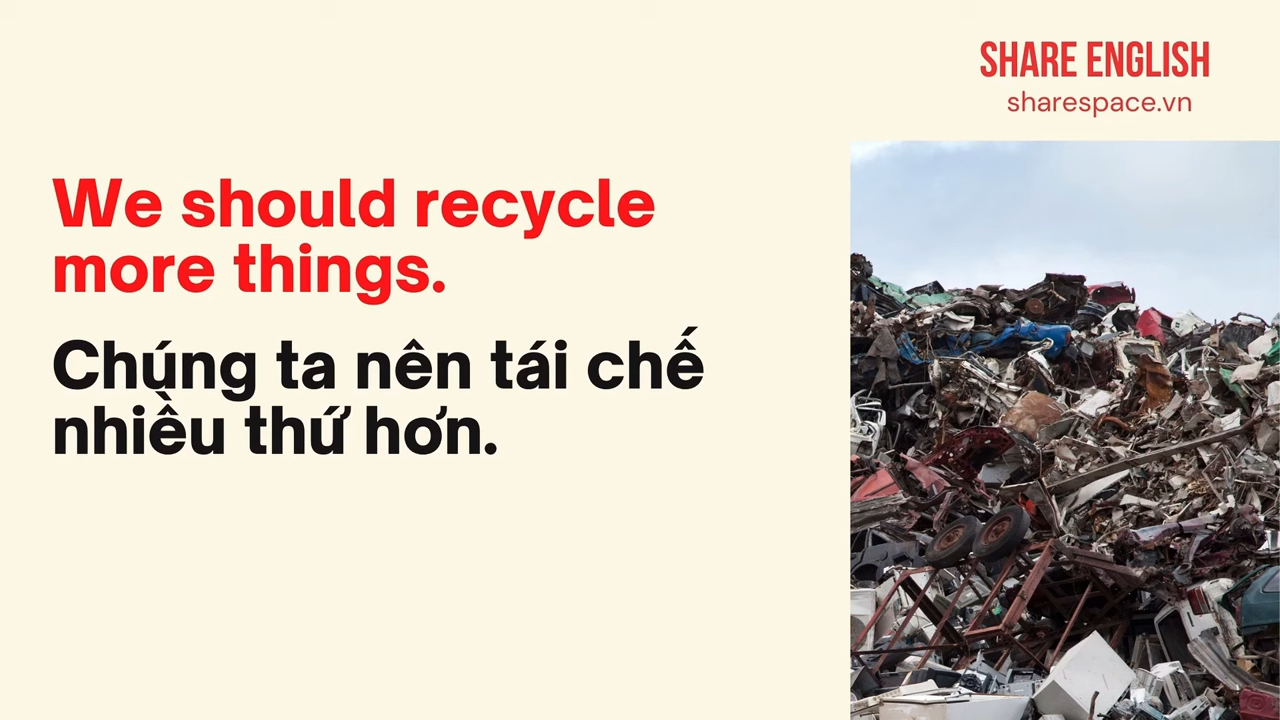 SHARE ENGLISH
sharespace.vn
We should recycle
more things.
Chúng ta nên tái chế
nhiều thứ hơn.